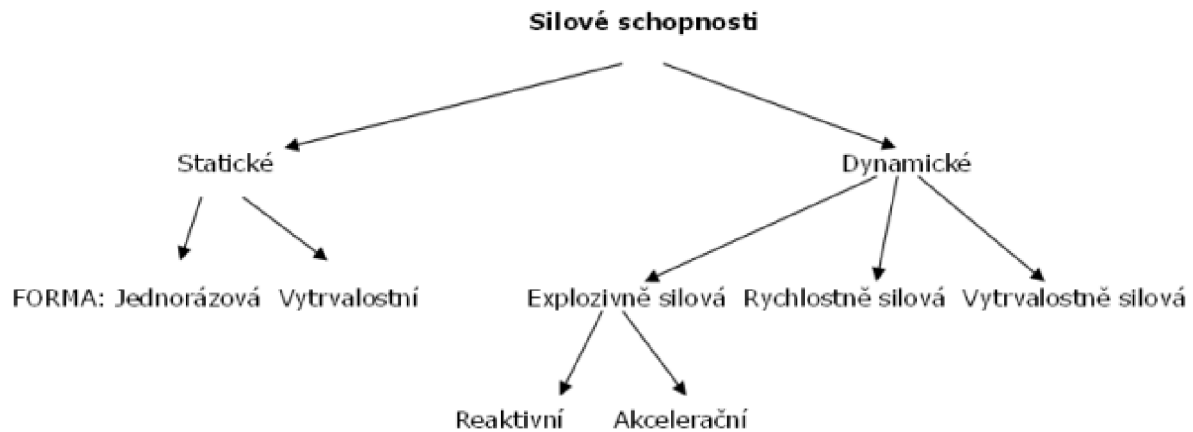 Silové schopnosti
Statické Dynamické
FORMA: Jednorázová Vytrvalostní Explozivně silová Rychlostně silová Vytrvalostně silová
Reaktivní Akcelerační